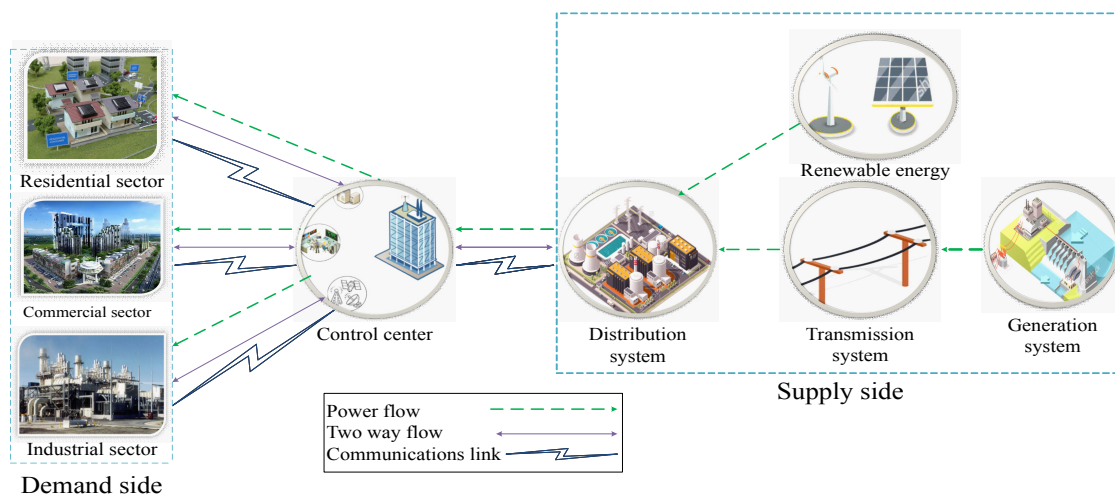 Residential sector
Commercial sector
Industrial sector
Demand side
Control center
Renewable energy
Distribution
system
Transmission
system
Generation
system
Supply side
Power flow
Two way flow
Communications link